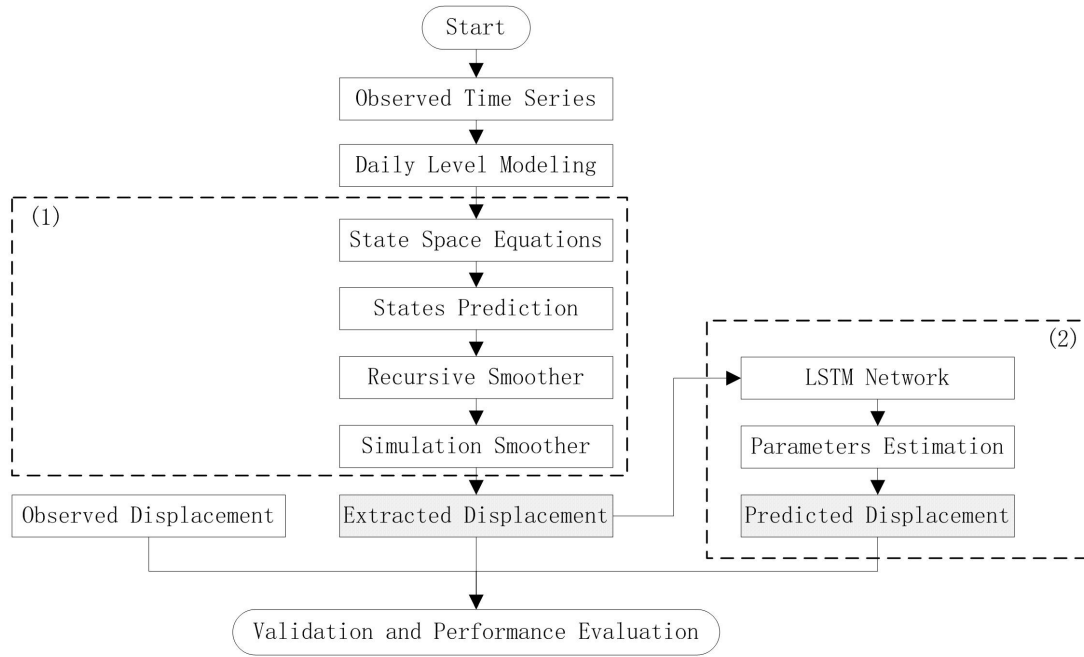 Start
Observed Time Series
Daily Level Modeling
(1)
State Space Equations
States Prediction
Recursive Smoother
Simulation Smoother
(2)
LSTM Network
Parameters Estimation
Observed Displacement
Extracted Displacement
Predicted Displacement
Validation and Performance Evaluation